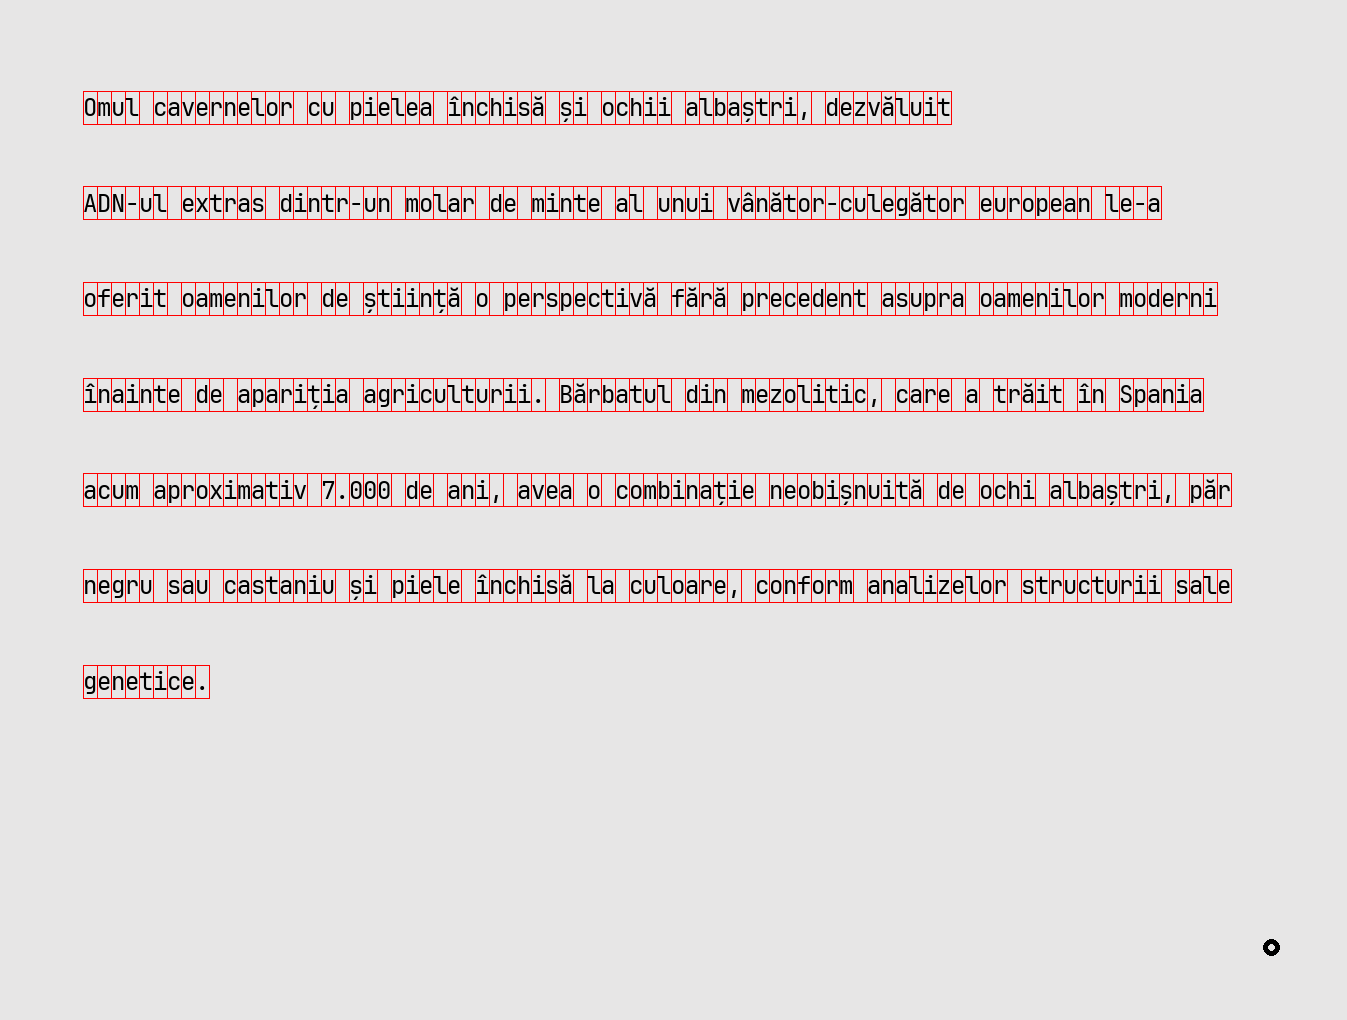 Omul cavernelor cu pielea închisă și ochii albaștri, dezvăluit
ADN-ul extras dintr-un molar de minte al unui vânător-culegător european le-a
oferit oamenilor de știință o perspectivă fără precedent asupra oamenilor moderni
înainte de apariția agriculturii. Bărbatul din mezolitic, care a trăit în Spania
acum aproximativ 7.000 de ani, avea o combinație neobișnuită de ochi albaștri, păr
negru sau castaniu și piele închisă la culoare, conform analizelor structurii sale
genetice.